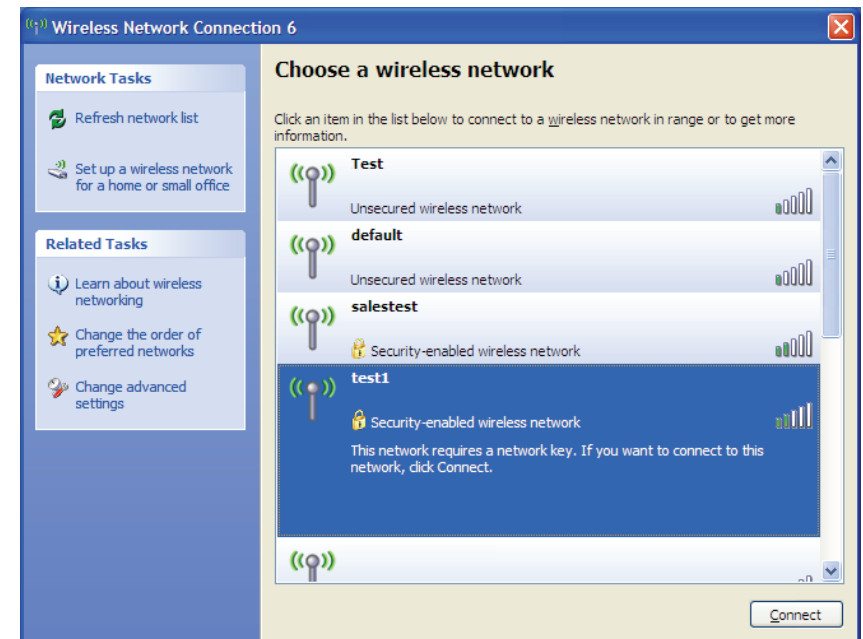 Wireless Network Connection 6
Network Tasks
Refresh network list
Set up a wireless network
for a home or small office
Related Tasks
Learn about wireless
networking
Change the order of
preferred networks
Change advanced
settings
Choose a wireless network
Click an item in the list below to connect to a wireless network in range or to get more
information.
Test
Unsecured wireless network
default
Unsecured wireless network
salestest
Security-enabled wireless network
test1
Security-enabled wireless network
This network requires a network key. If you want to connect to this
network, click Connect.
Connect